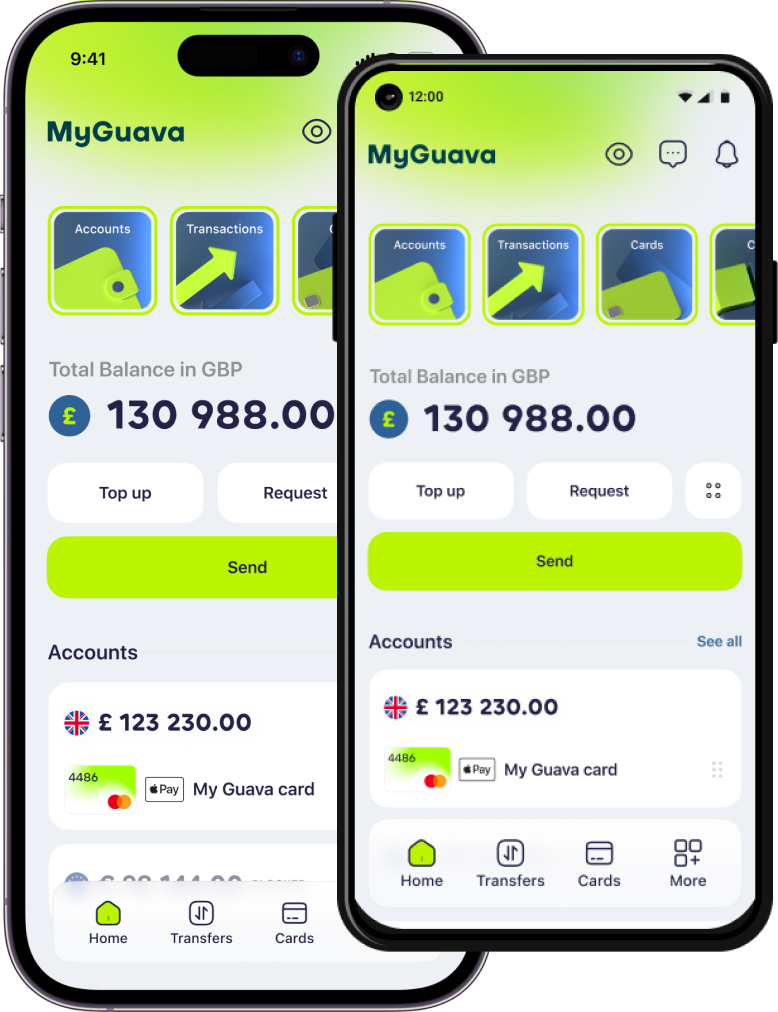 9:41
MyGuava
Accounts
Transactions
Total Balance in GBP
£ 130 988.00
Top up
Request
Send
Accounts
£ 123 230.00
4486
Pay
My Guava card
Home
Transfers
Cards
12:00
MyGuava
Accounts
Transactions
Cards
Total Balance in GBP
£ 130 988.00
Top up
Request
Send
Accounts
See all
£ 123 230.00
4486
Pay
My Guava card
Home
Transfers
Cards
More